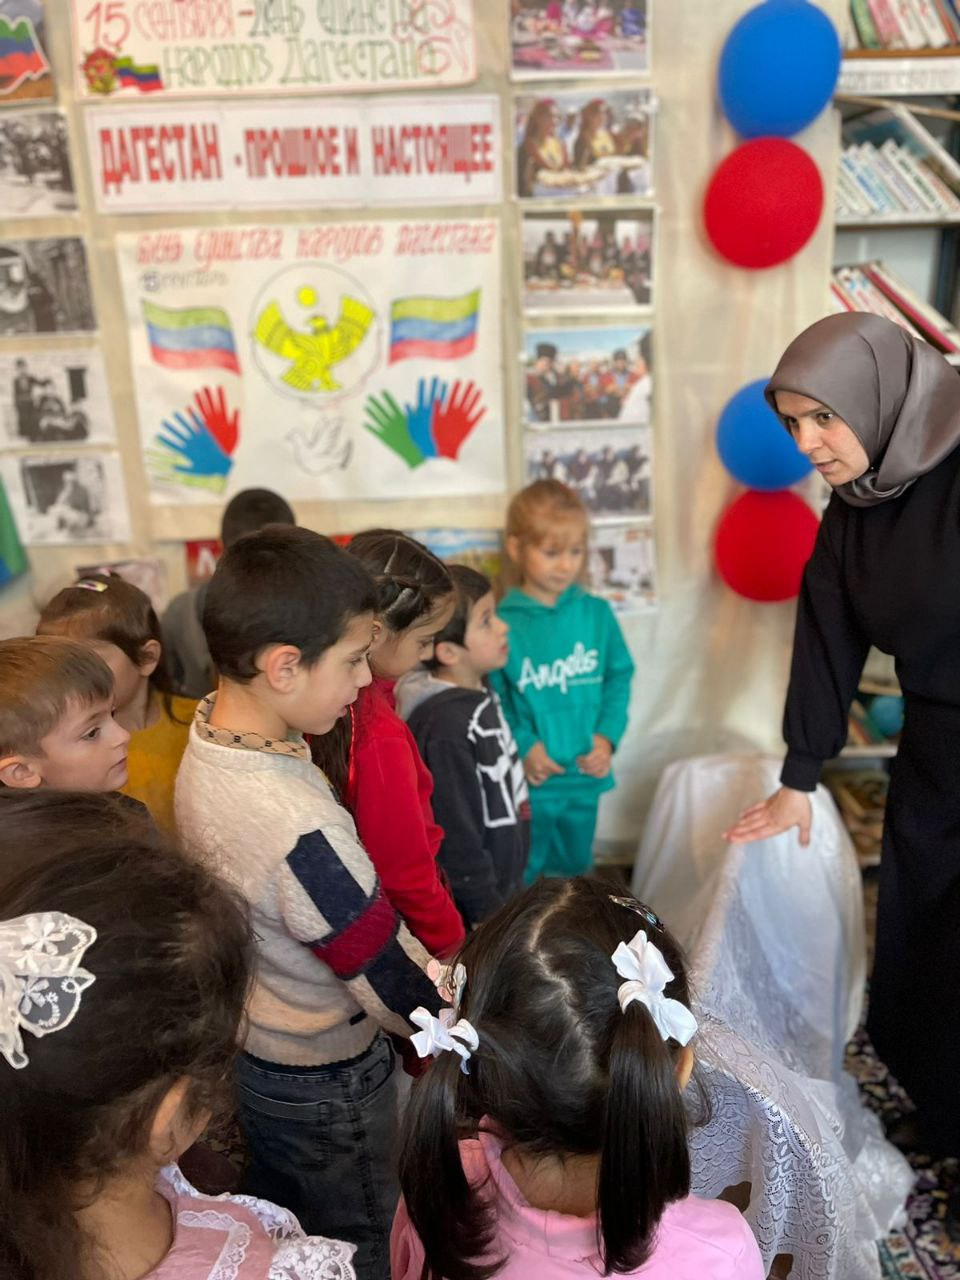 15 СЕНТЯБРЯ – ДЕНЬ ЕДИНСТВА
НАРОДОВ ДАГЕСТАНА
ДАГЕСТАН - ПРОШЛОЕ И НАСТОЯЩЕЕ
ДЕНЬ ЕДИНСТВА НАРОДОВ ДАГЕСТАНА
Angels